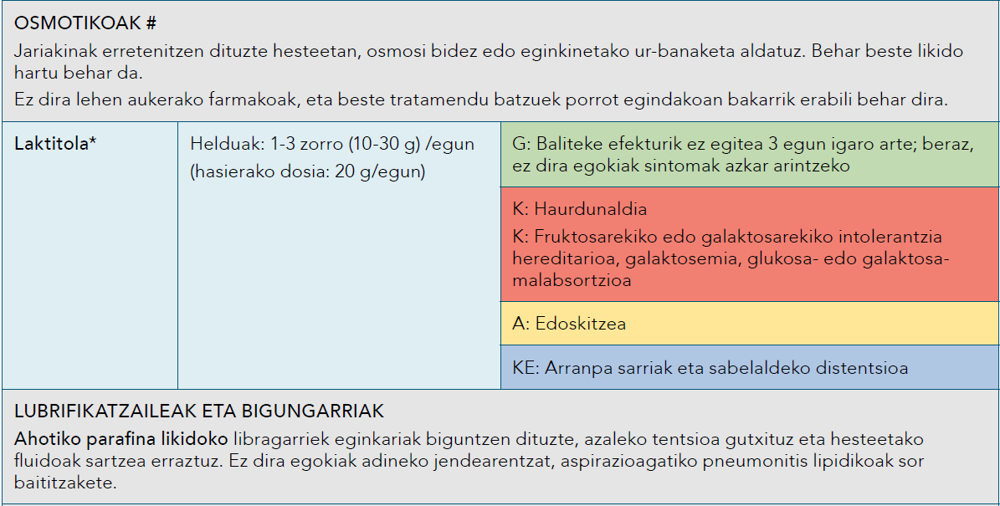 OSMOTIKOAK #
Jariakinak erretenitzen dituzte hesteetan, osmosi bidez edo eginkinetako ur-banaketa aldatuz. Behar beste likido
hartu behar da.
Ez dira lehen aukerako farmakoak, eta beste tratamendu batzuek porrot egindakoan bakarrik erabili behar dira.
Laktitola*
Helduak: 1-3 zorro (10-30 g) /egun
(hasierako dosia: 20 g/egun)
G: Baliteke efekturik ez egitea 3 egun igaro arte; beraz,
ez dira egokiak sintomak azkar arintzeko
K: Haurdunaldia
K: Fruktosarekiko edo galaktosarekiko intolerantzia
hereditarioa, galaktosemia, glukosa- edo galaktosa-
malabsortzioa
A: Edoskitzea
KE: Arranpa sarriak eta sabelaldeko distentsioa
LUBRIFIKATZAILEAK ETA BIGUNGARRIAK
Ahotiko parafina likidoko libragarriek eginkariak biguntzen dituzte, azaleko tentsioa gutxituz eta hesteetako
fluidoak sartzea erraztuz. Ez dira egokiak adineko jendearentzat, aspirazioagatiko pneumonitis lipidikoak sor
baititzakete.